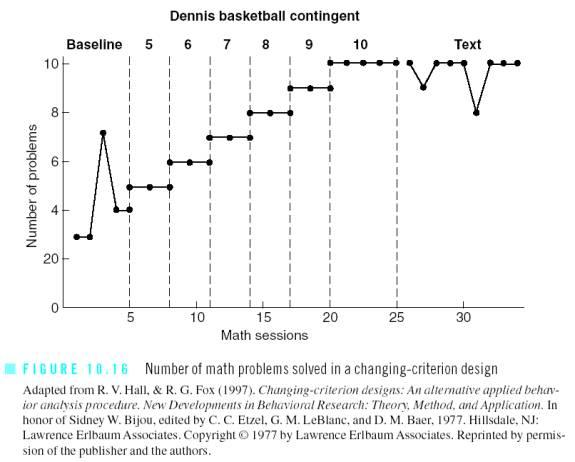 Dennis basketball contingent
Baseline 5 6 7 8 9 10 Text
10
8
6
4
20
0
Number of problems
5 10 15 20 25 30
Math sessions
FIGURE 10.16 Number of math problems solved in a changing-criterion design
Adapted from R. V. Hall, & R. G. Fox (1997). Changing-criterion designs: An alternative applied behav-
ior analysis procedure. New Developments in Behavioral Research: Theory, Method, and Application. In
honor of Sidney W. Bijou, edited by C. C. Etzel, G. M. LeBlanc, and D. M. Baer, 1977. Hillsdale, NJ:
Lawrence Erlbaum Associates. Copyright © 1977 by Lawrence Erlbaum Associates. Reprinted by permis-
sion of the publisher and the authors.